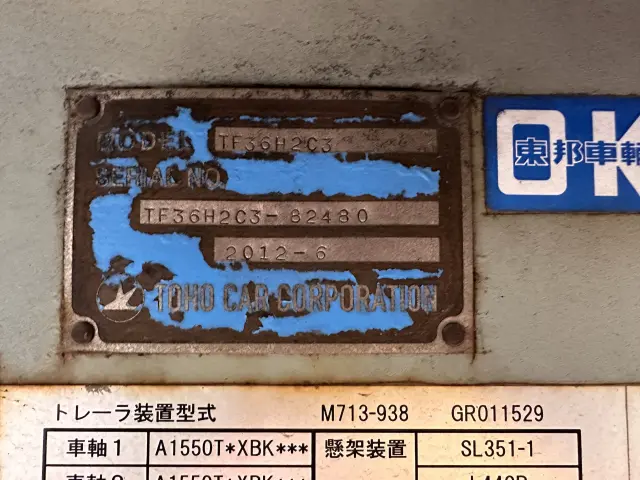 MODEL TF36H2C3
SERIAL NO.
TF36H2C3-82480
2012-6
TOHO CAR CORPORATION
OK
東邦車輌
トレーラ装置型式 M713-938 GR011529
車軸1 A1550T*XBK*** 懸架装置 SL351-1